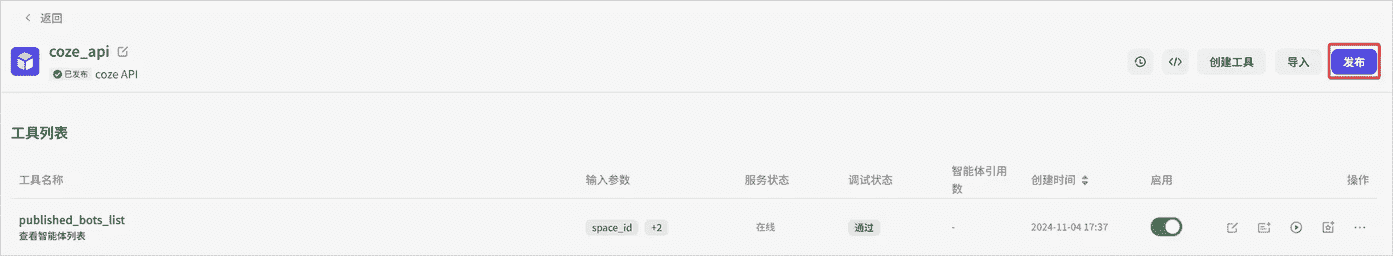 返回
coze_api
已发布 coze API
</> 创建工具 导入 发布
工具列表
工具名称 输入参数 服务状态 调试状态 智能体引用数 创建时间 启用 操作
published_bots_list space_id +2 在线 通过 - 2024-11-04 17:37
查看智能体列表